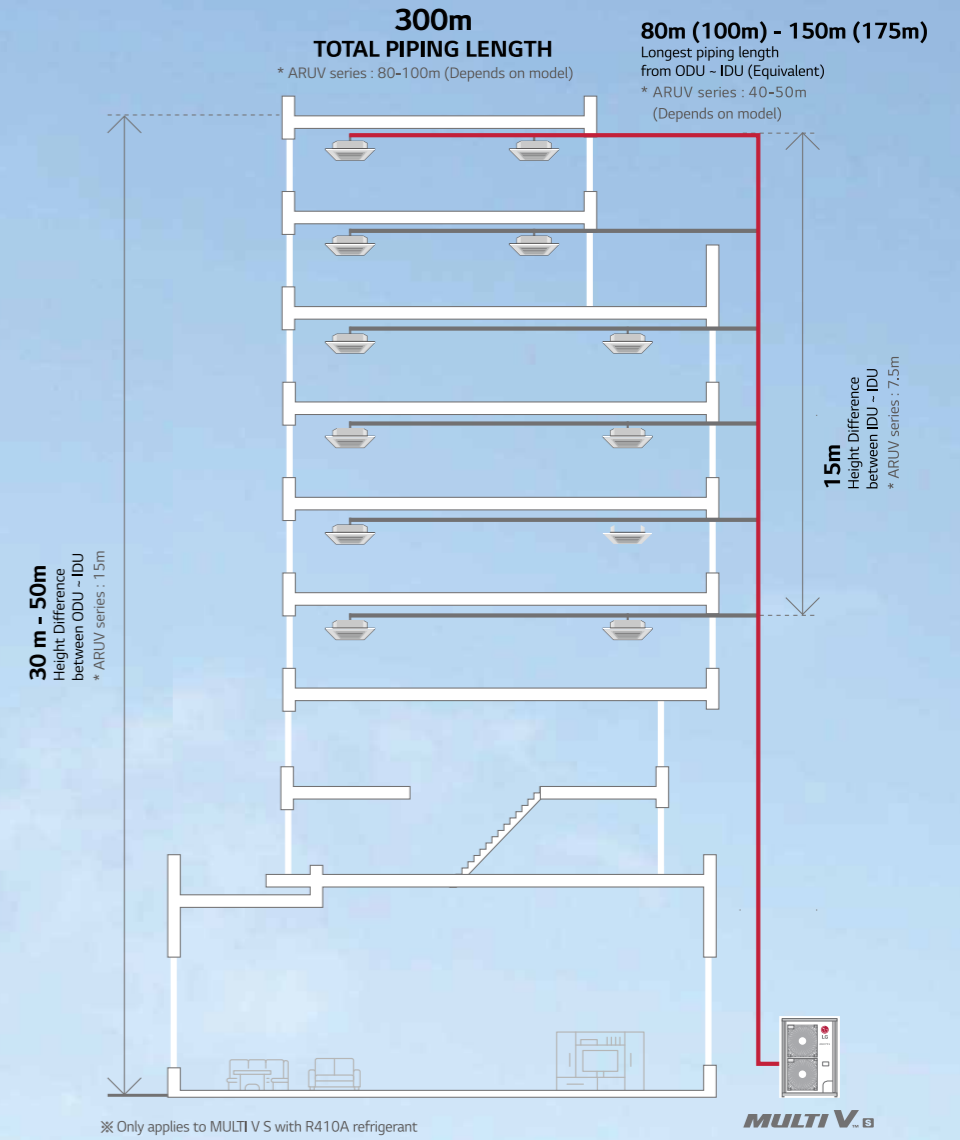 300m
TOTAL PIPING LENGTH
* ARUV series : 80-100m (Depends on model)
80m (100m) - 150m (175m)
Longest piping length
from ODU ~ IDU (Equivalent)
* ARUV series : 40-50m
(Depends on model)
30 m - 50m
Height Difference
between ODU ~ IDU
* ARUV series : 15m
15m
Height Difference
between IDU ~ IDU
* ARUV series : 7.5m
LG
MULTI V™ S
※ Only applies to MULTI V S with R410A refrigerant